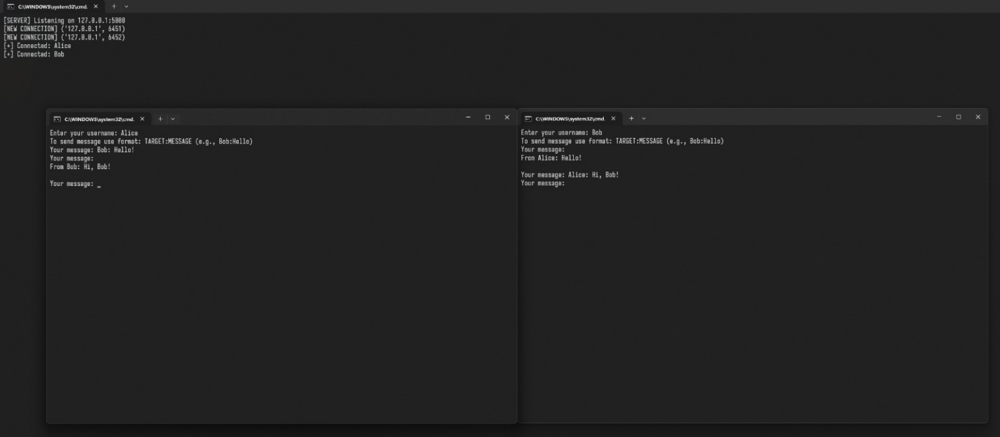 C:\WINDOWS\system32\cmd.
[SERVER] Listening on 127.0.0.1:5000
[NEW CONNECTION] ('127.0.0.1', 6451)
[NEW CONNECTION] ('127.0.0.1', 6452)
[+] Connected: Alice
[+] Connected: Bob
C:\WINDOWS\system32\cmd.
Enter your username: Alice
To send message use format: TARGET:MESSAGE (e.g., Bob:Hello)
Your message: Bob: Hello!
Your message:
From Bob: Hi, Bob!
Your message: _
C:\WINDOWS\system32\cmd.
Enter your username: Bob
To send message use format: TARGET:MESSAGE (e.g., Bob:Hello)
Your message:
From Alice: Hello!
Your message: Alice: Hi, Bob!
Your message: